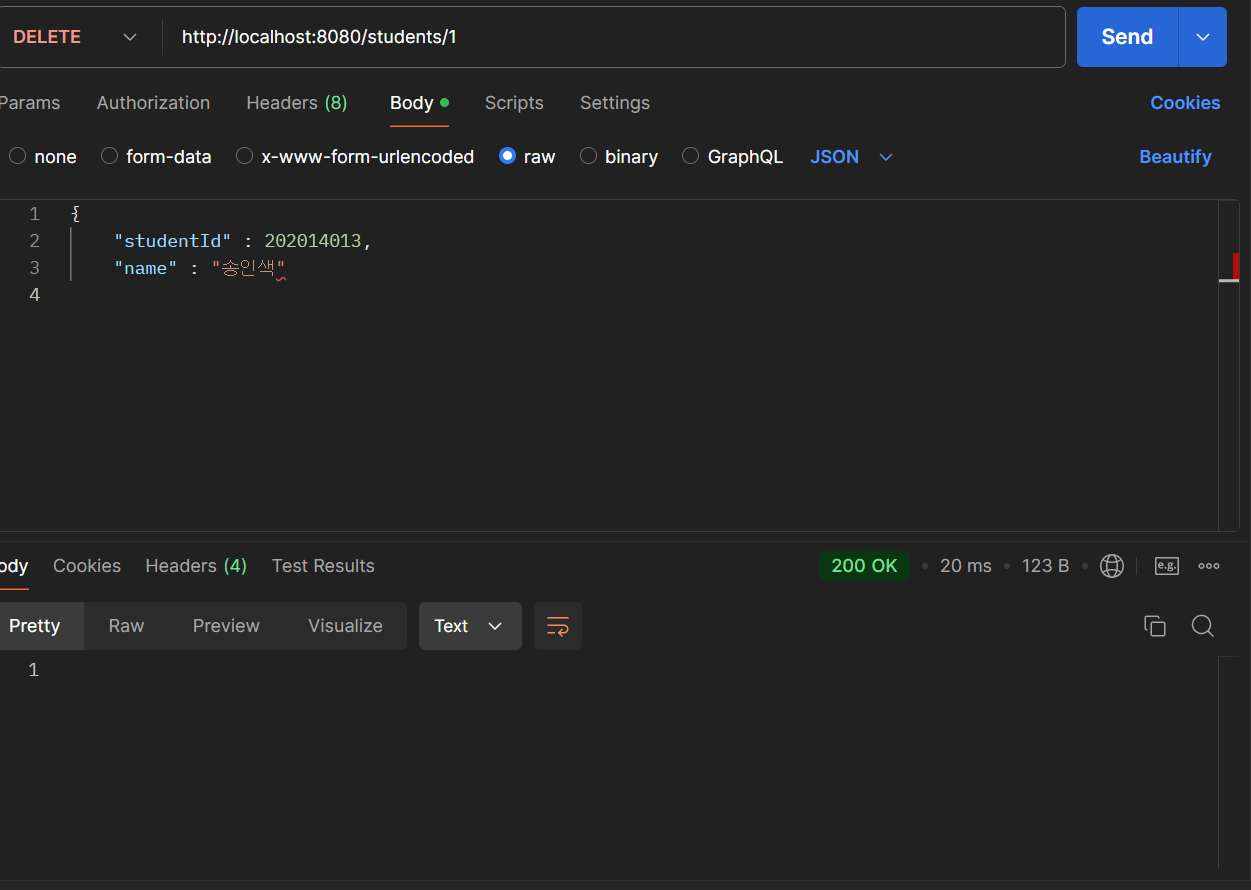 DELETE http://localhost:8080/students/1 Send
Params Authorization Headers (8) Body Scripts Settings Cookies
none form-data x-www-form-urlencoded raw binary GraphQL JSON Beautify
1 {
2 "studentId" : 202014013,
3 "name" : "송인색"
4
ody Cookies Headers (4) Test Results 200 OK 20 ms 123 B e.g.
Pretty Raw Preview Visualize Text
1